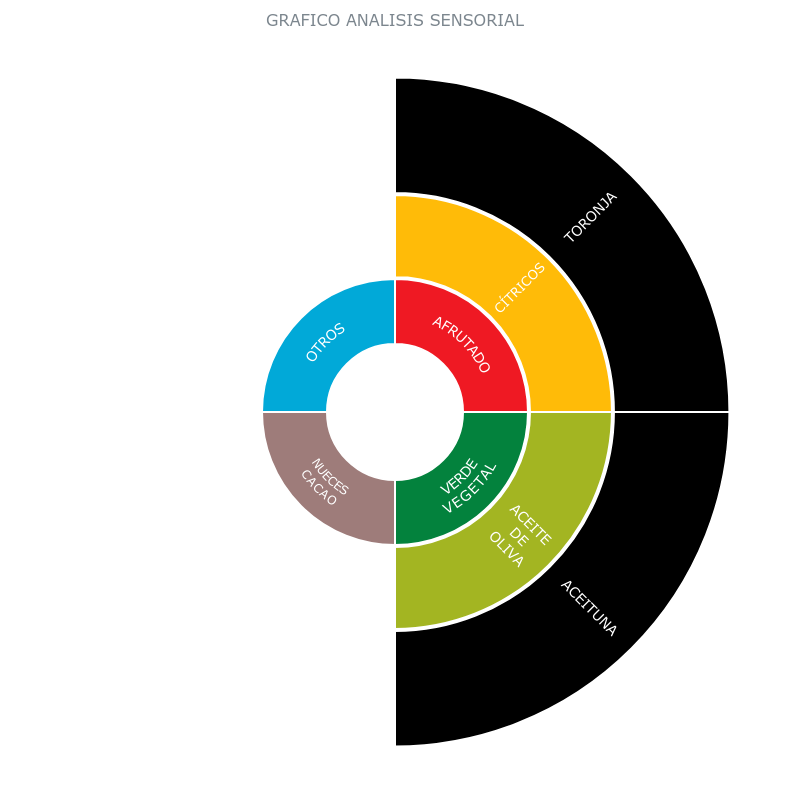 GRAFICO ANALISIS SENSORIAL
TORONJA
CÍTRICOS
AFRUTADO
OTROS
NUECES
CACAO
VERDE
VEGETAL
ACEITE
DE
OLIVA
ACEITUNA